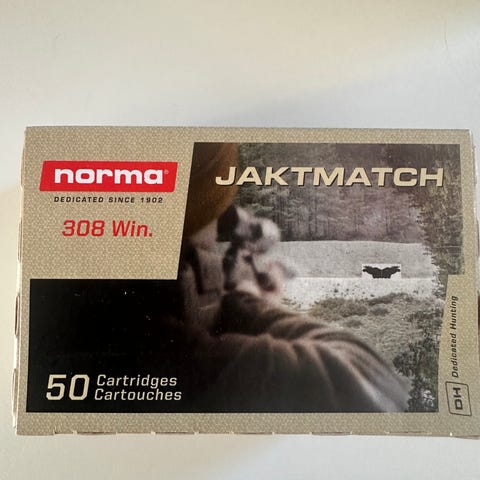 norma®
DEDICATED SINCE 1902
308 Win.
JAKTMATCH
50 Cartridges
Cartouches
DH Dedicated Hunting